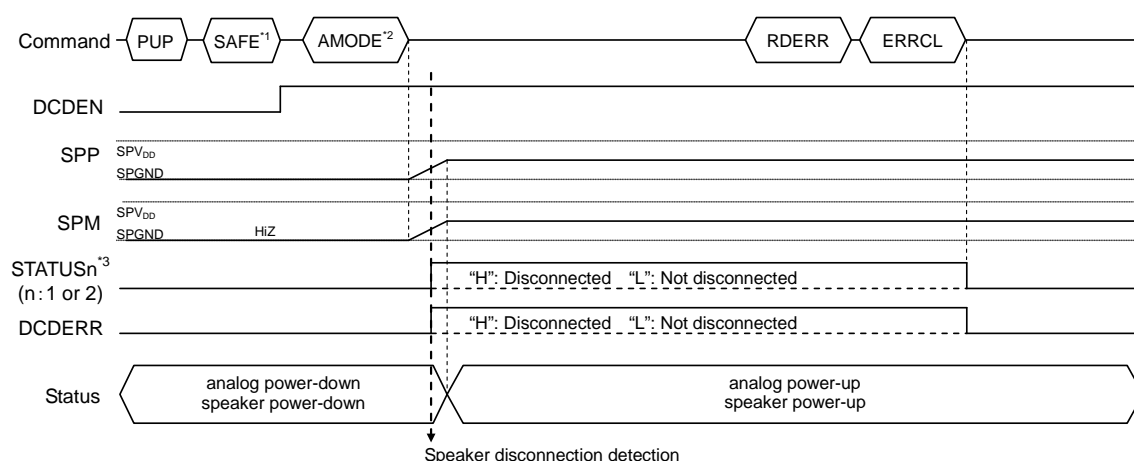 Command PUP SAFE*1 AMODE*2 RDERR ERRCL
DCDEN
SPP
SPVDD
SPGND
SPM
SPVDD
SPGND HiZ
STATUSn*3
(n:1 or 2)
“H”: Disconnected “L”: Not disconnected
DCDERR
“H”: Disconnected “L”: Not disconnected
Status
analog power-down
speaker power-down
analog power-up
speaker power-up
Speaker disconnection detection